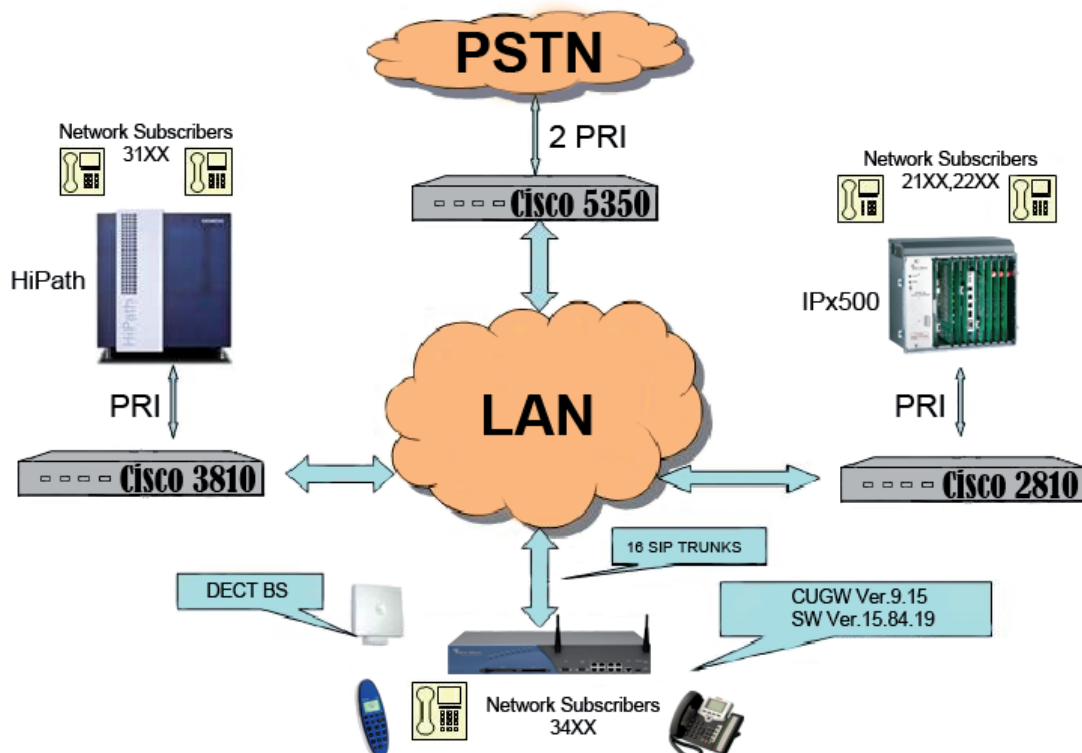 PSTN
2 PRI
Network Subscribers
31XX
Network Subscribers
21XX,22XX
Cisco 5350
HiPath
HiPath
IPx500
LAN
PRI
PRI
Cisco 3810
Cisco 2810
16 SIP TRUNKS
DECT BS
CUGW Ver.9.15
SW Ver.15.84.19
Network Subscribers
34XX